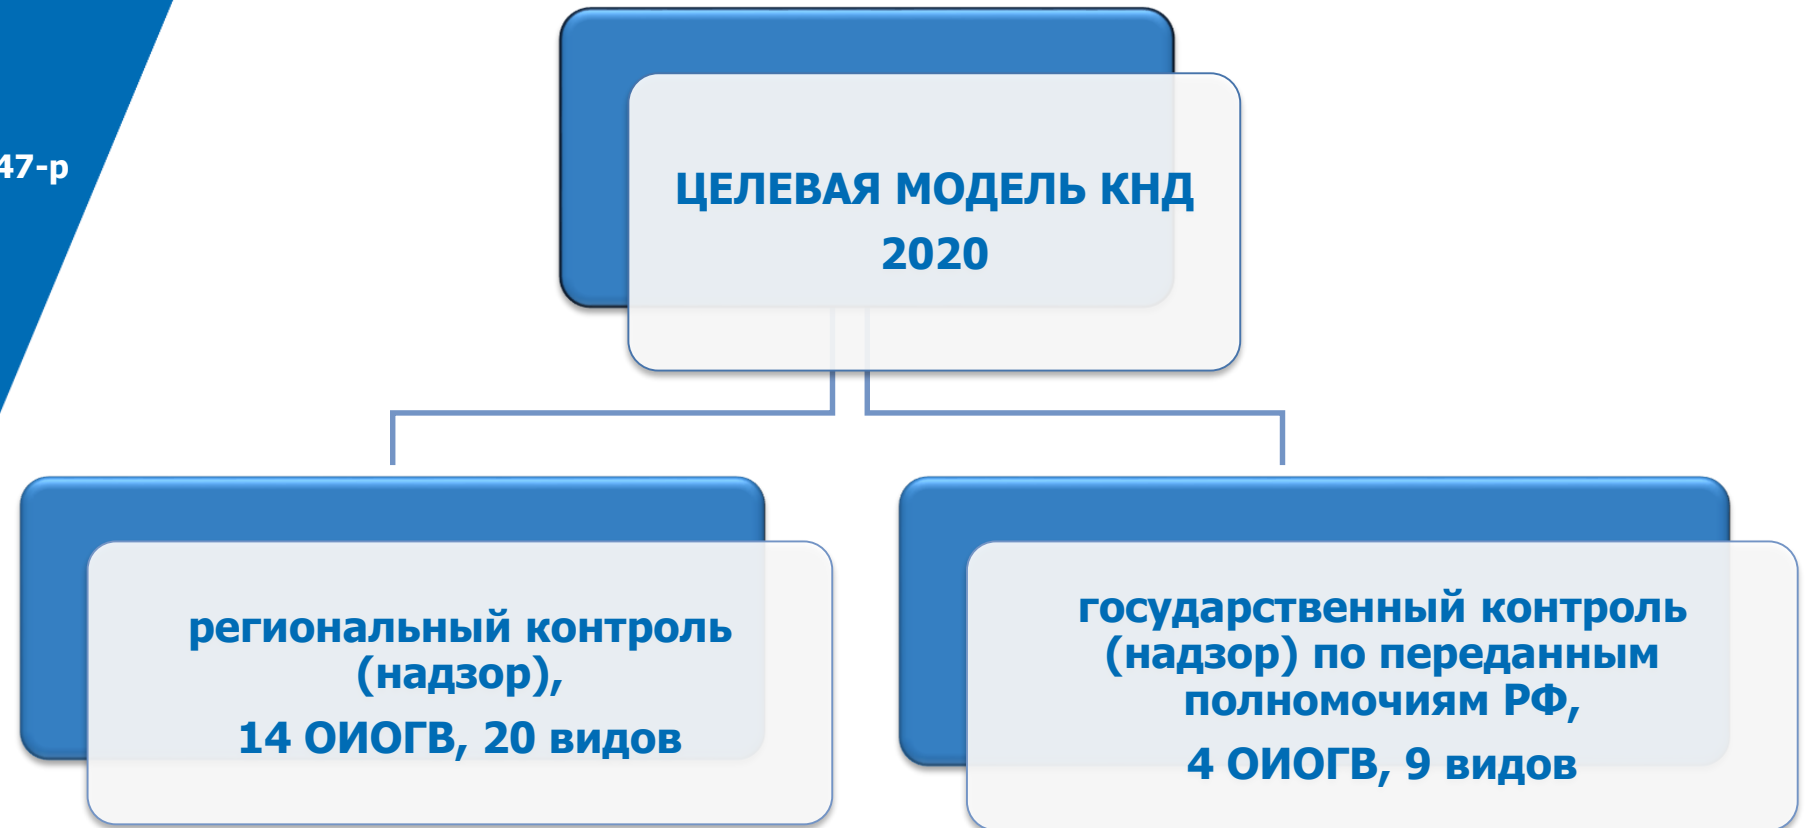 47-р
ЦЕЛЕВАЯ МОДЕЛЬ КНД
2020
региональный контроль
(надзор),
14 ОИОГВ, 20 видов
государственный контроль
(надзор) по переданным
полномочиям РФ,
4 ОИОГВ, 9 видов